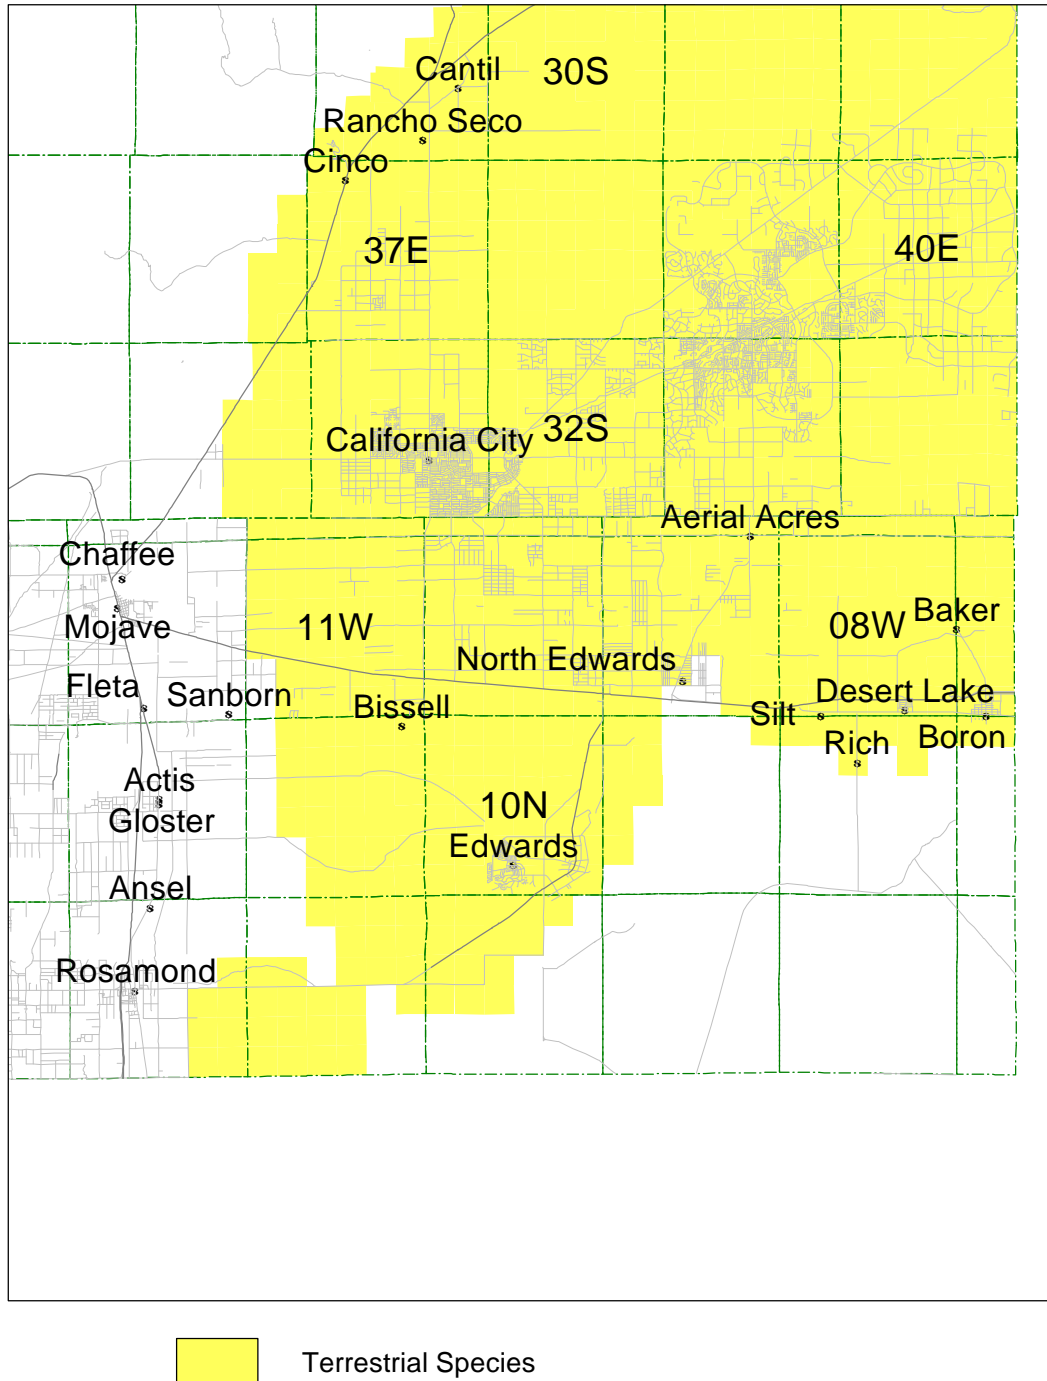 Cantil
30S
Rancho Seco
Cinco
37E
40E
32S
California City
Aerial Acres
Chaffee
Mojave
11W
08W
Baker
North Edwards
Fleta
Sanborn
Bissell
Desert Lake
Silt
Rich
Boron
Actis
10N
Gloster
Edwards
Ansel
Rosamond
Terrestrial Species